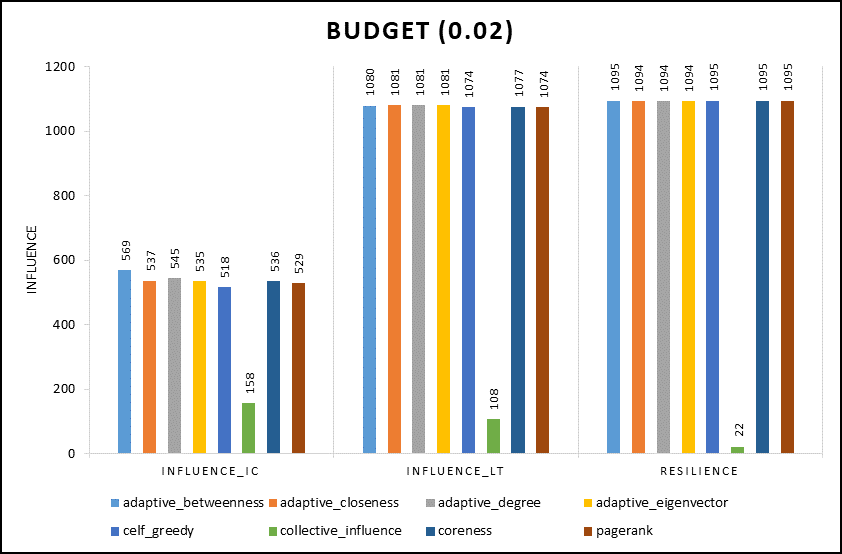 BUDGET (0.02)
INFLUENCE
1200
1000
800
600
400
200
0
569 537 545 535 518 158 536 529
1080 1081 1081 1081 1074 108 1077 1074
1095 1094 1094 1094 1095 22 1095 1095
INFLUENCE_IC INFLUENCE_LT RESILIENCE
adaptive_betweenness adaptive_closeness adaptive_degree adaptive_eigenvector
celf_greedy collective_influence coreness pagerank